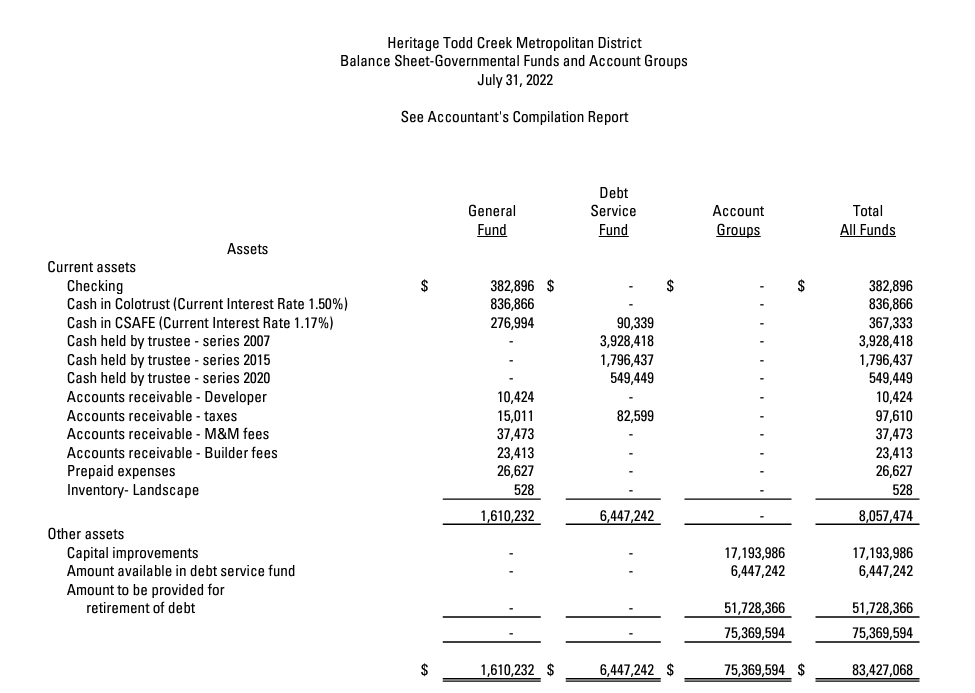 Heritage Todd Creek Metropolitan District
Balance Sheet-Governmental Funds and Account Groups
July 31, 2022
See Accountant's Compilation Report
Debt
General Service Account Total
Fund Fund Groups All Funds
Assets
Current assets
Checking $ 382,896 $ - $ - $ 382,896
Cash in Colotrust (Current Interest Rate 1.50%) 836,866 - - 836,866
Cash in CSAFE (Current Interest Rate 1.17%) 276,994 90,339 - 367,333
Cash held by trustee - series 2007 - 3,928,418 - 3,928,418
Cash held by trustee - series 2015 - 1,796,437 - 1,796,437
Cash held by trustee - series 2020 - 549,449 - 549,449
Accounts receivable - Developer 10,424 - - 10,424
Accounts receivable - taxes 15,011 82,599 - 97,610
Accounts receivable - M&M fees 37,473 - - 37,473
Accounts receivable - Builder fees 23,413 - - 23,413
Prepaid expenses 26,627 - - 26,627
Inventory- Landscape 528 - - 528
1,610,232 6,447,242 - 8,057,474
Other assets
Capital improvements - - 17,193,986 17,193,986
Amount available in debt service fund - - 6,447,242 6,447,242
Amount to be provided for
retirement of debt - - 51,728,366 51,728,366
- - 75,369,594 75,369,594
$ 1,610,232 $ 6,447,242 $ 75,369,594 $ 83,427,068